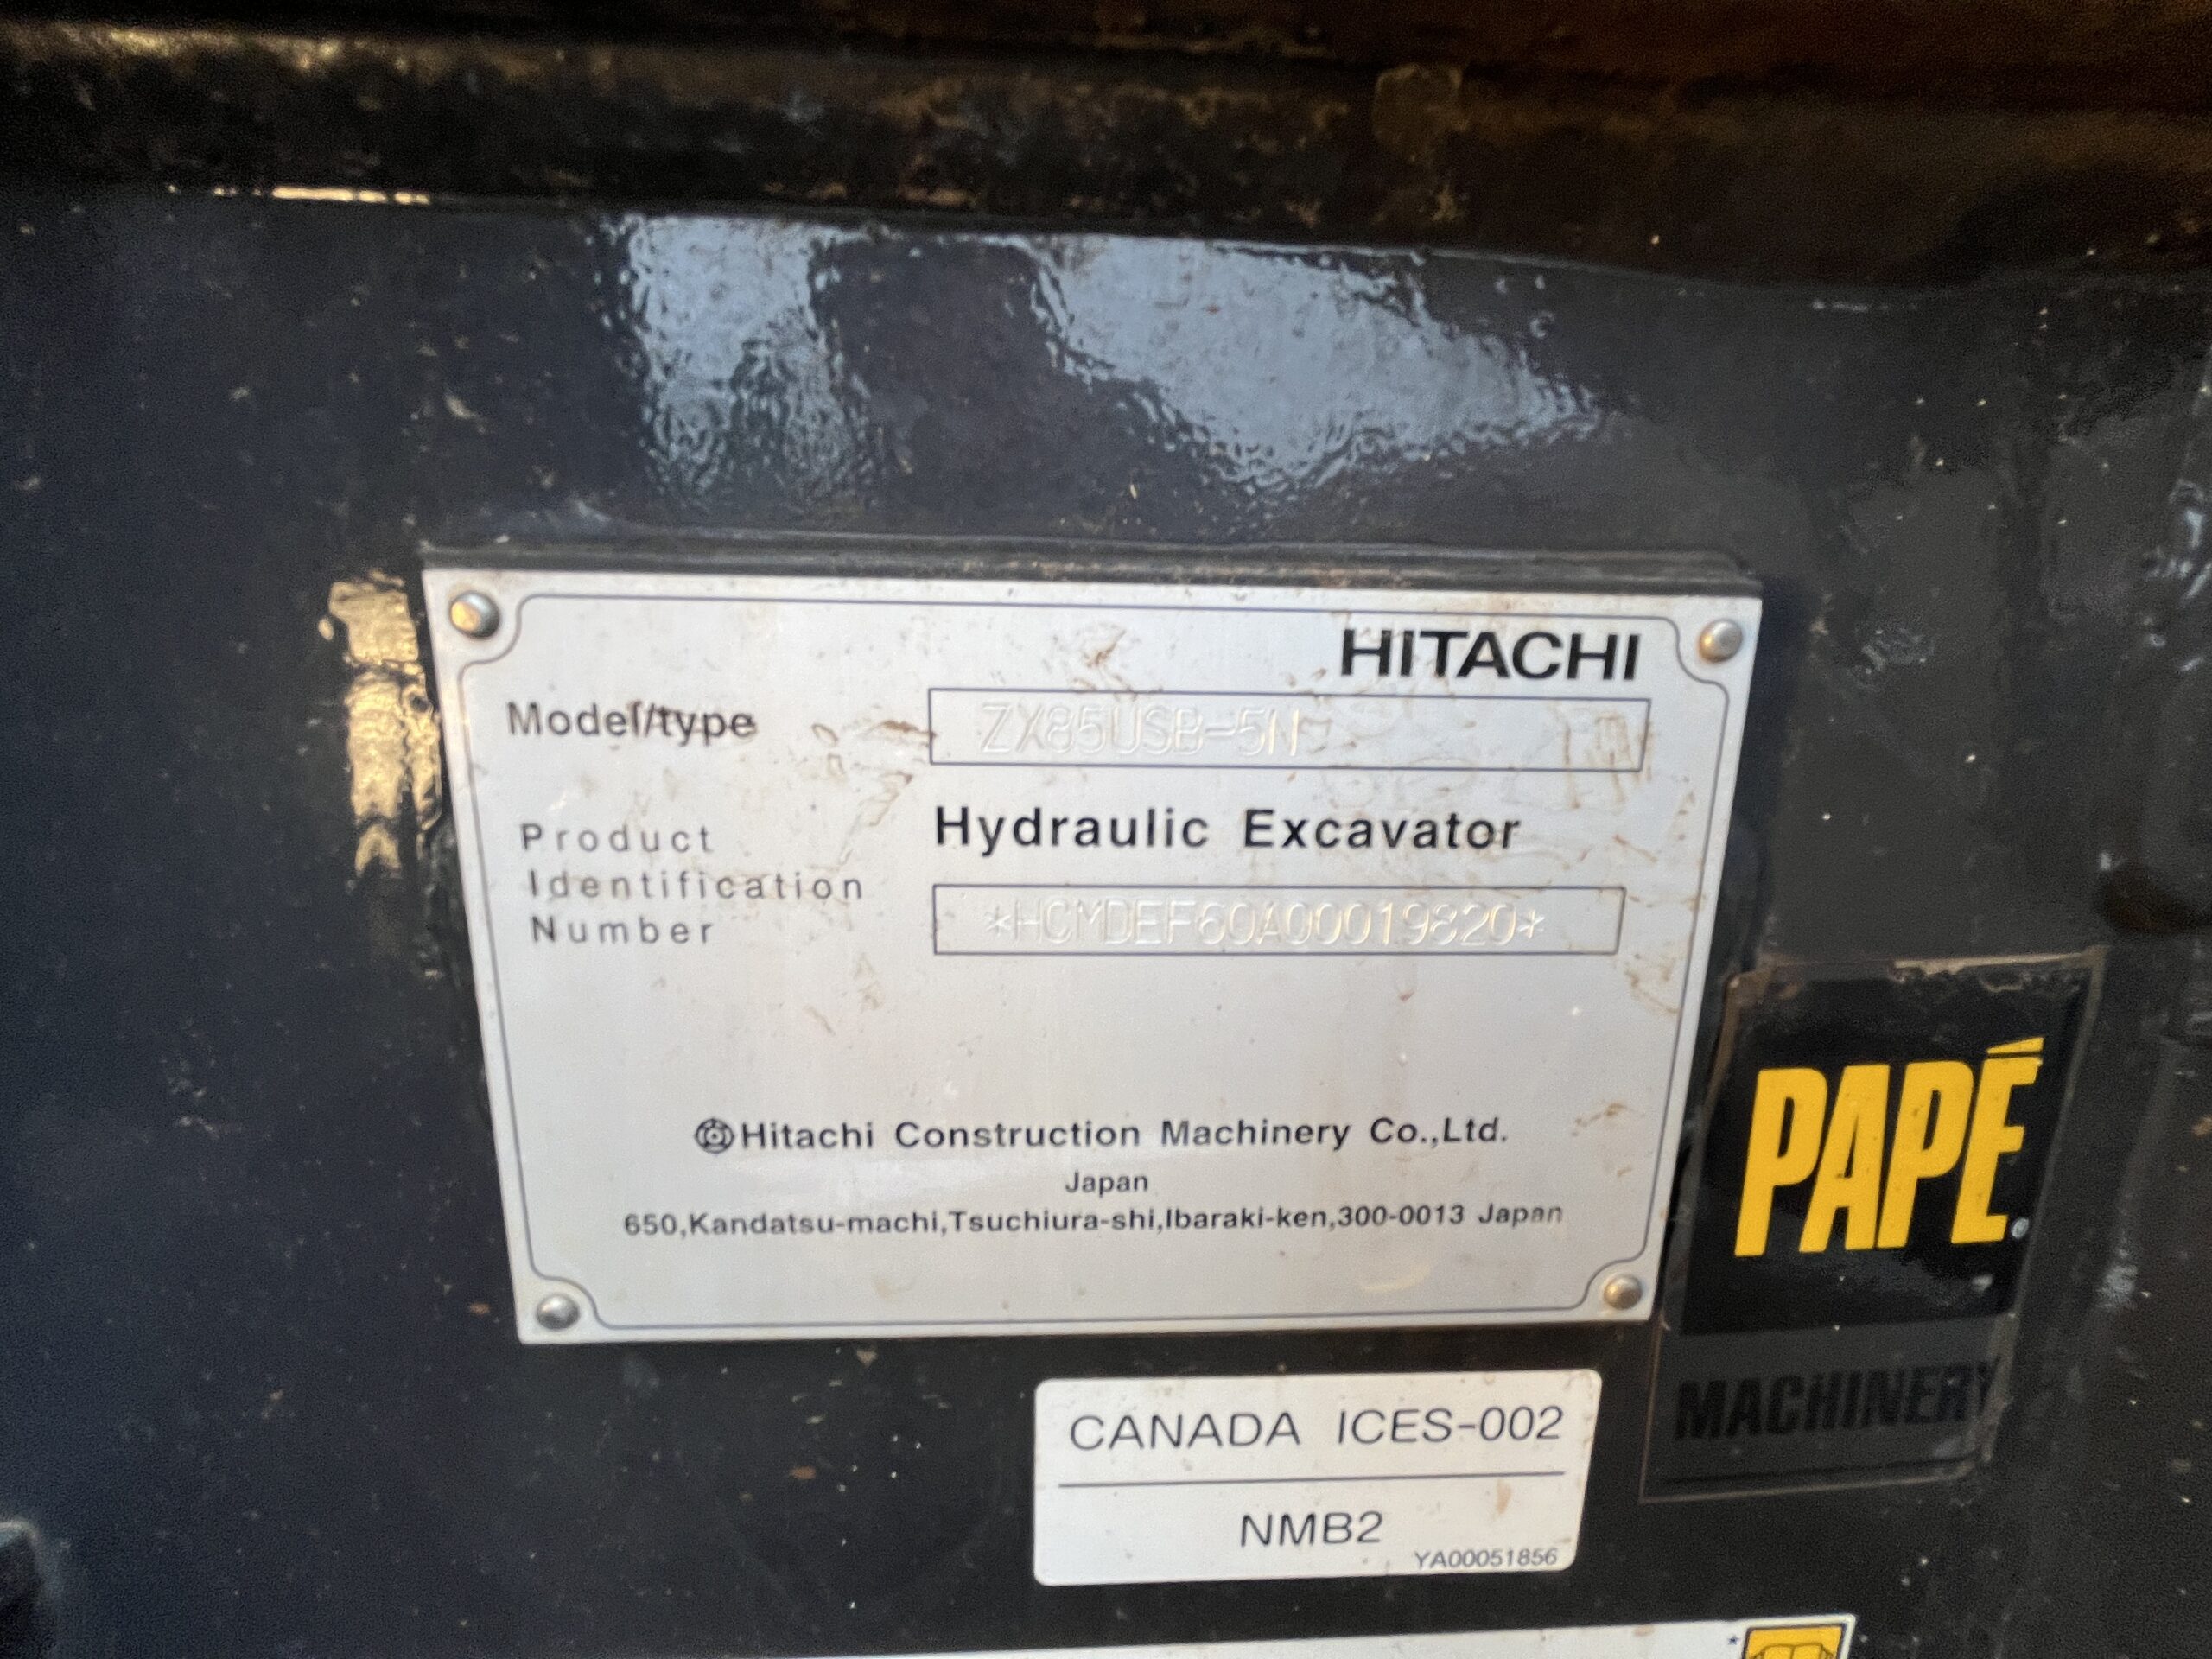 HITACHI
Model/type ZX85USB-5N
Hydraulic Excavator
Product
Identification
Number *HCMDEF60A00019820*
Hitachi Construction Machinery Co.,Ltd.
Japan
650,Kandatsu-machi,Tsuchiura-shi,Ibaraki-ken,300-0013 Japan
PAPÉ®
MACHINERY
CANADA ICES-002
NMB2
YA00051856